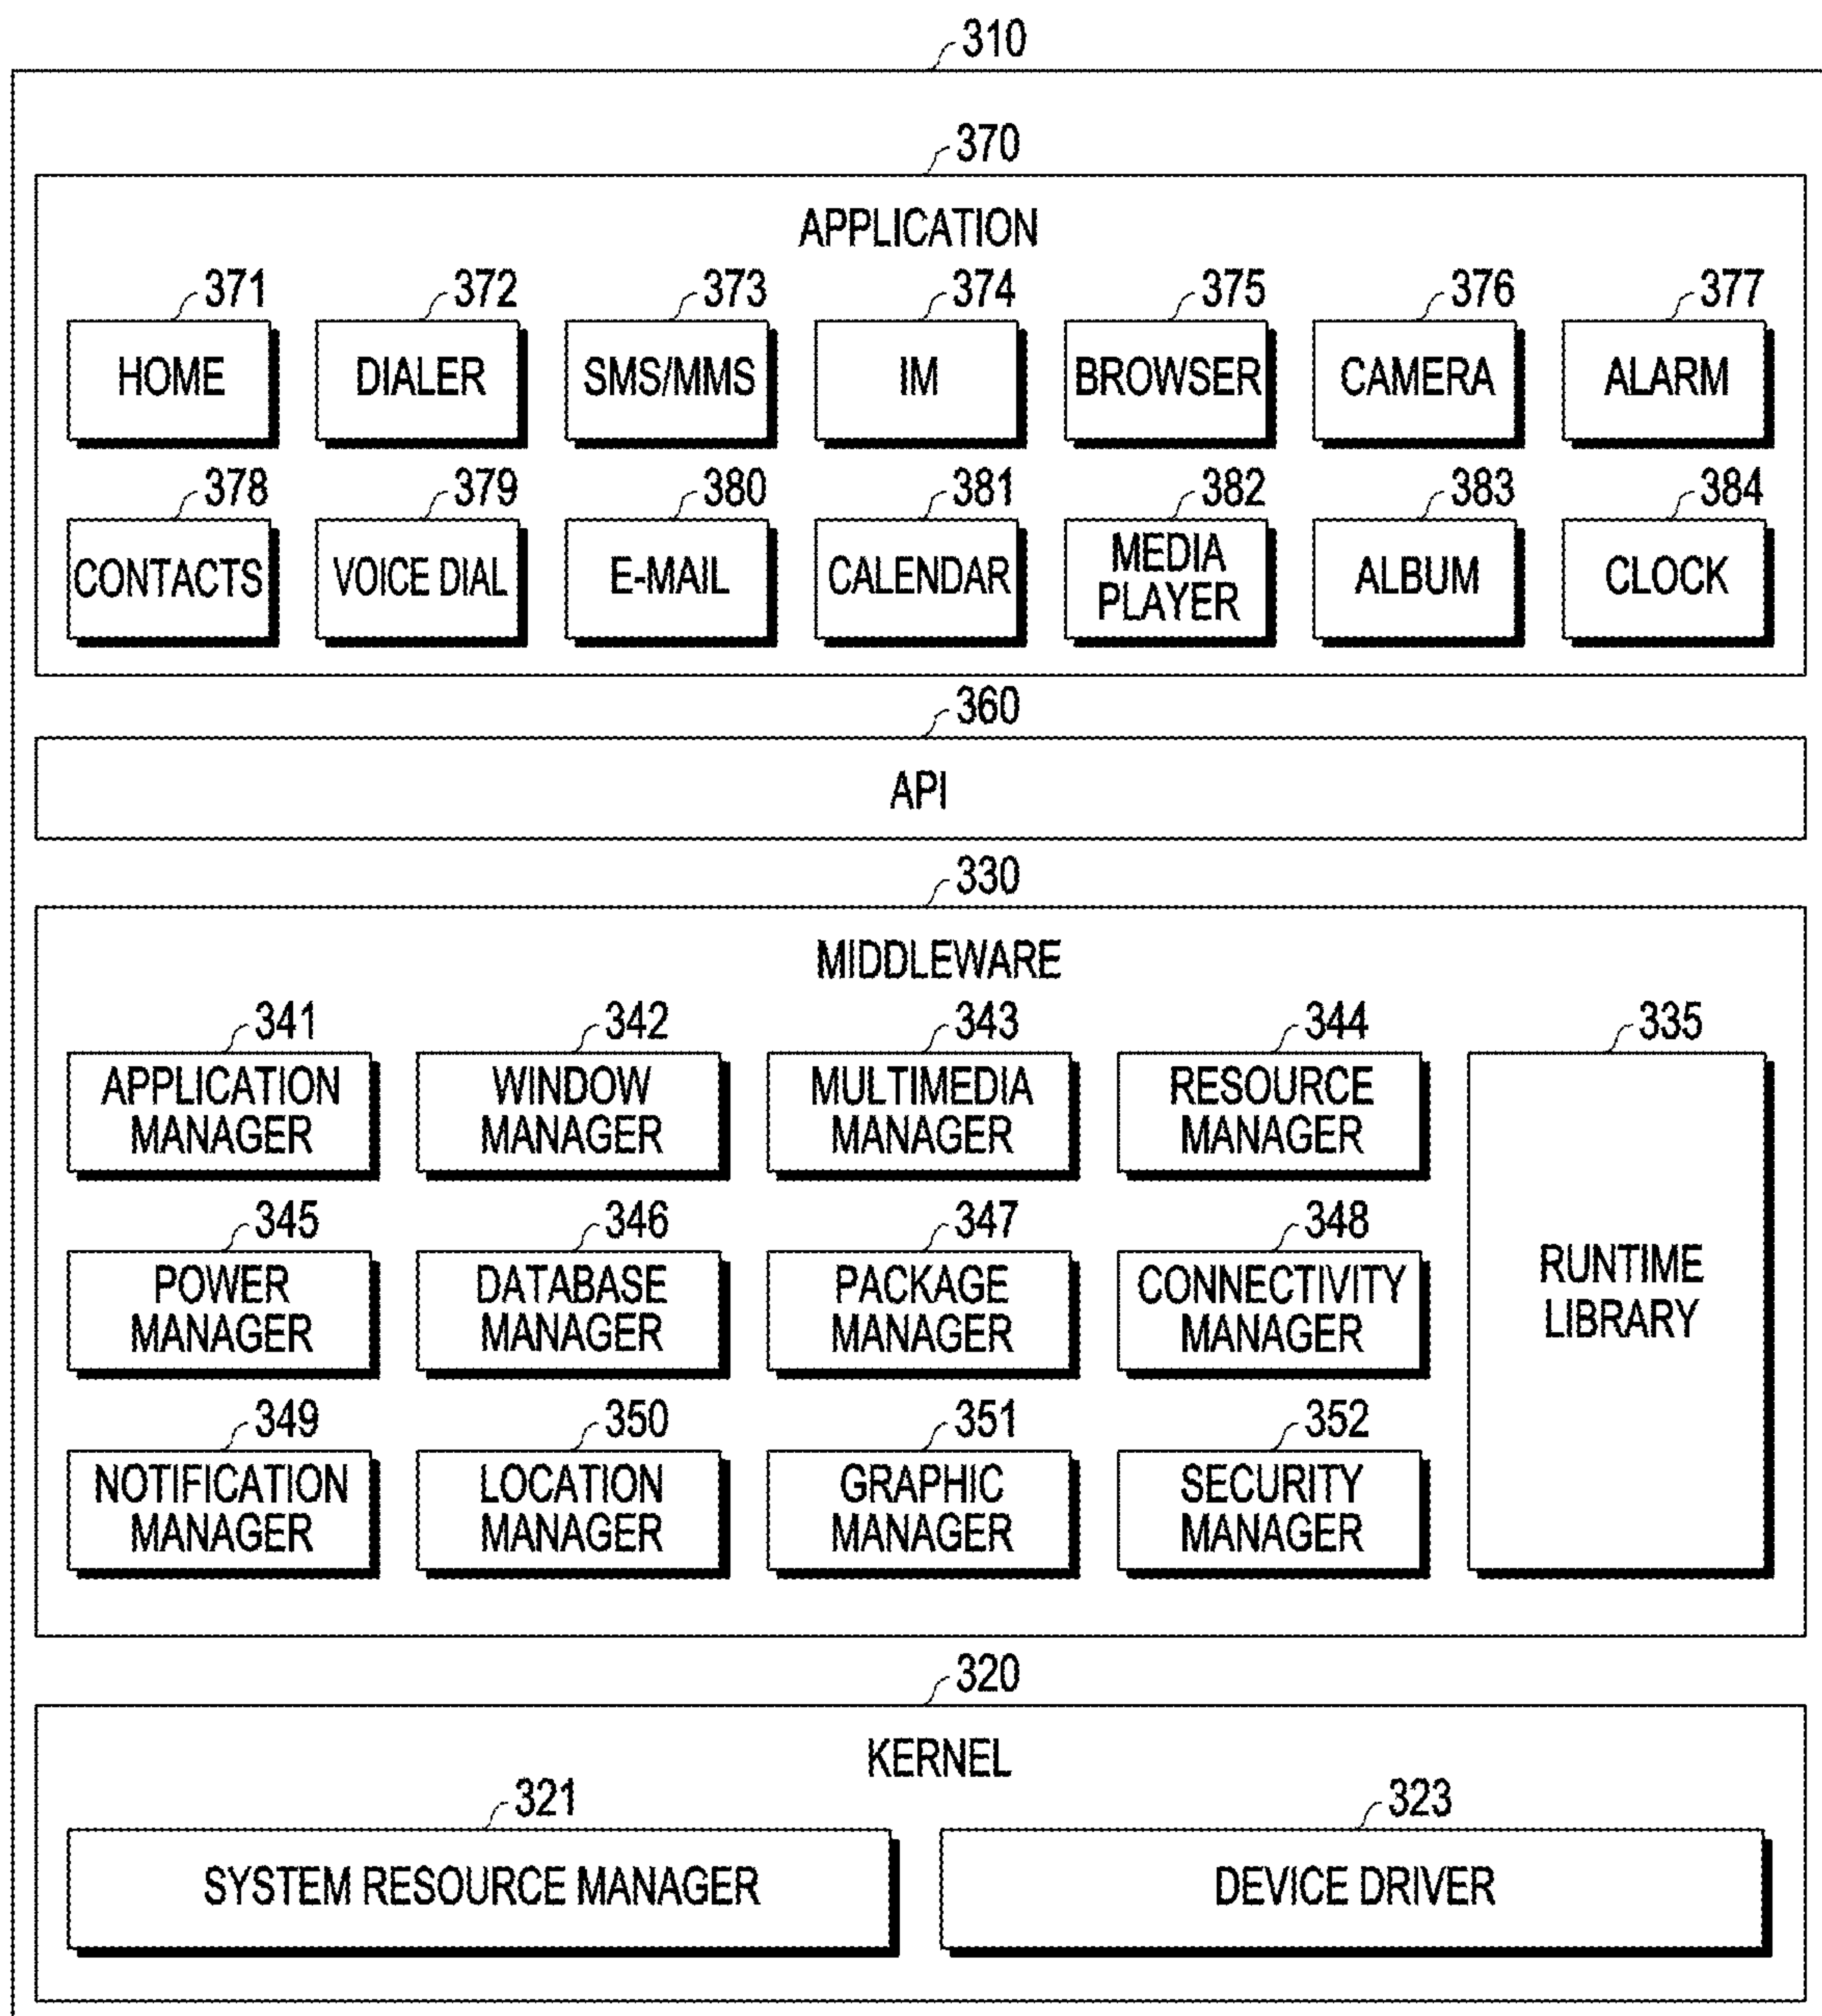 310
370
APPLICATION
371 372 373 374 375 376 377
HOME DIALER SMS/MMS IM BROWSER CAMERA ALARM
378 379 380 381 382 383 384
CONTACTS VOICE DIAL E-MAIL CALENDAR MEDIA PLAYER ALBUM CLOCK
360
API
330
MIDDLEWARE
341 342 343 344 335
APPLICATION MANAGER WINDOW MANAGER MULTIMEDIA MANAGER RESOURCE MANAGER
345 346 347 348
POWER MANAGER DATABASE MANAGER PACKAGE MANAGER CONNECTIVITY MANAGER RUNTIME LIBRARY
349 350 351 352
NOTIFICATION MANAGER LOCATION MANAGER GRAPHIC MANAGER SECURITY MANAGER
320
KERNEL
321 323
SYSTEM RESOURCE MANAGER DEVICE DRIVER